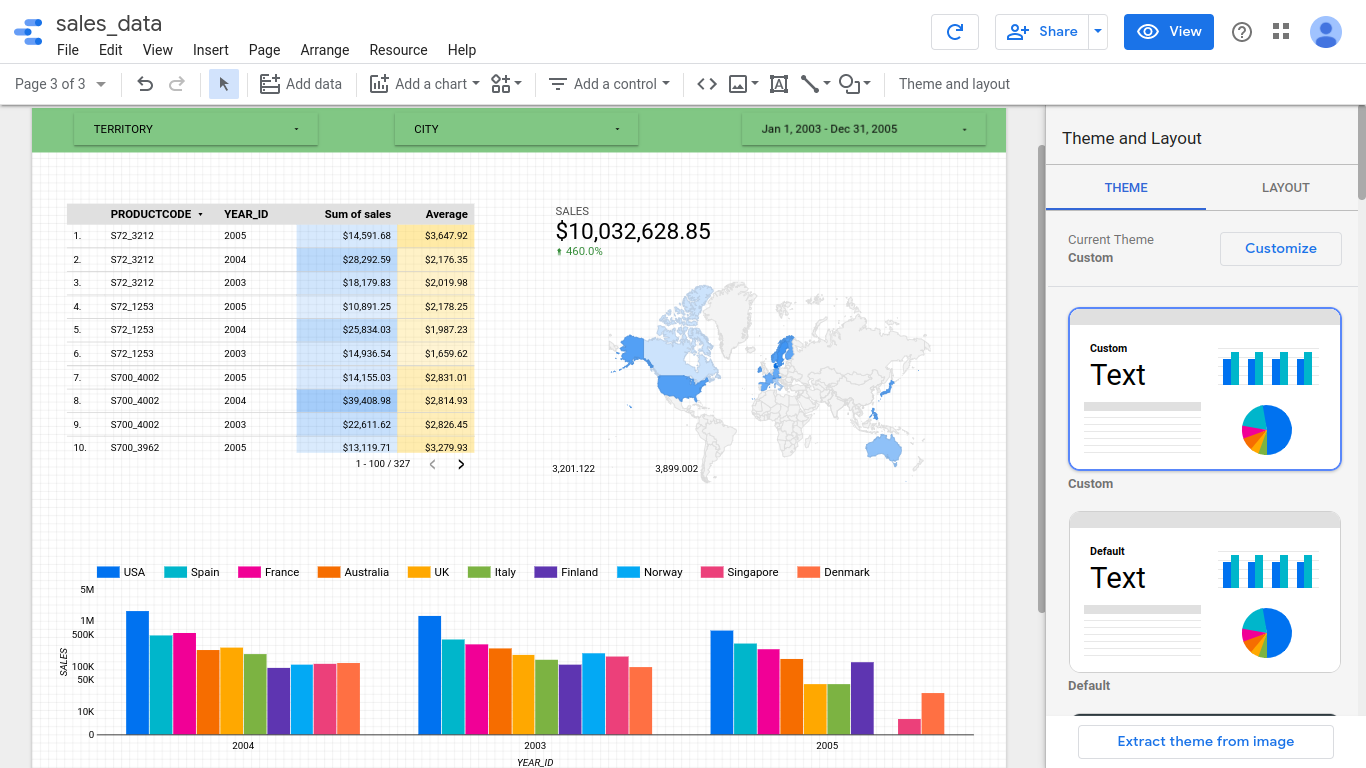 sales_data
File Edit View Insert Page Arrange Resource Help
Share
View
Page 3 of 3
Add data
Add a chart
Add a control
Theme and layout
TERRITORY
CITY
Jan 1, 2003 - Dec 31, 2005
PRODUCTCODE YEAR_ID Sum of sales Average
1. S72_3212 2005 $14,591.68 $3,647.92
2. S72_3212 2004 $28,292.59 $2,176.35
3. S72_3212 2003 $18,179.83 $2,019.98
4. S72_1253 2005 $10,891.25 $2,178.25
5. S72_1253 2004 $25,834.03 $1,987.23
6. S72_1253 2003 $14,936.54 $1,659.62
7. S700_4002 2005 $14,155.03 $2,831.01
8. S700_4002 2004 $39,408.98 $2,814.93
9. S700_4002 2003 $22,611.62 $2,826.45
10. S700_3962 2005 $13,119.71 $3,279.93
1 - 100 / 327
SALES
$10,032,628.85
460.0%
3,201.122 3,899.002
USA Spain France Australia UK Italy Finland Norway Singapore Denmark
5M
1M
500K
100K
50K
10K
0
SALES
2004 2003 2005
YEAR_ID
Theme and Layout
THEME LAYOUT
Current Theme
Custom
Customize
Custom
Text
Custom
Default
Text
Default
Extract theme from image